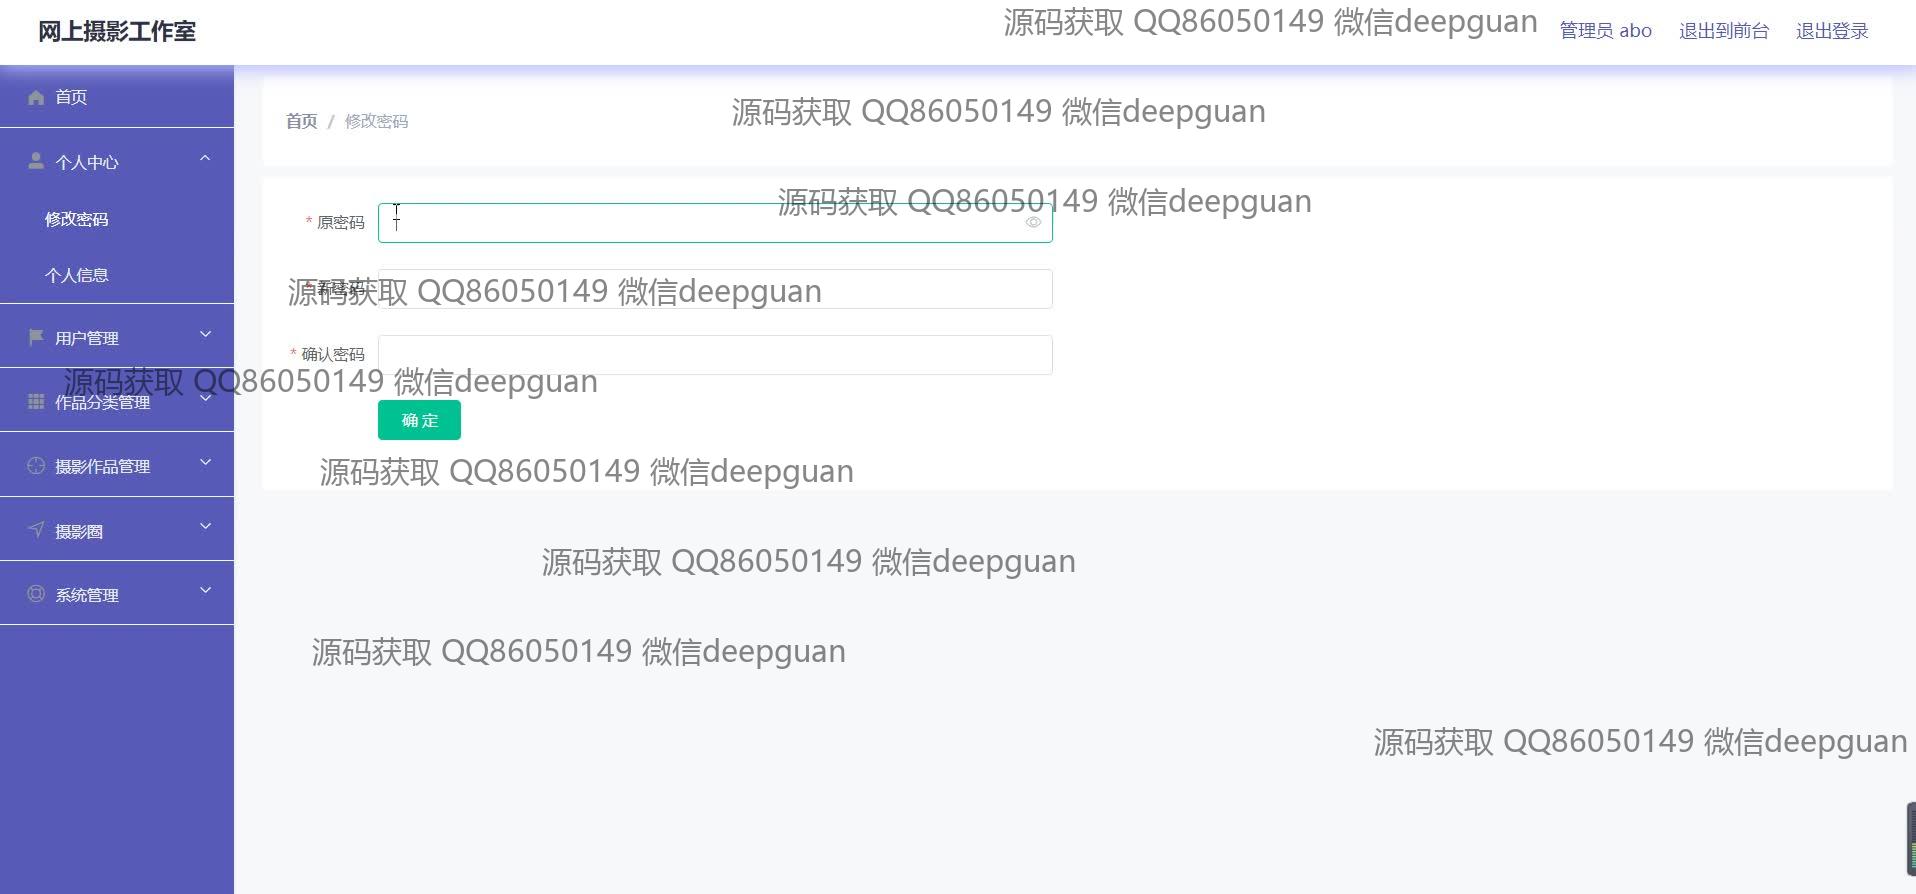 网上摄影工作室
源码获取 QQ86050149 微信deepguan
管理员 abo
退出到前台
退出登录
首页
个人中心
修改密码
个人信息
用户管理
作品分类管理
摄影作品管理
摄影圈
系统管理
源码获取 QQ86050149 微信deepguan
首页 / 修改密码
源码获取 QQ86050149 微信deepguan
* 原密码
源码获取 QQ86050149 微信deepguan
* 新密码
* 确认密码
源码获取 QQ86050149 微信deepguan
确 定
源码获取 QQ86050149 微信deepguan
源码获取 QQ86050149 微信deepguan
源码获取 QQ86050149 微信deepguan
源码获取 QQ86050149 微信deepguan